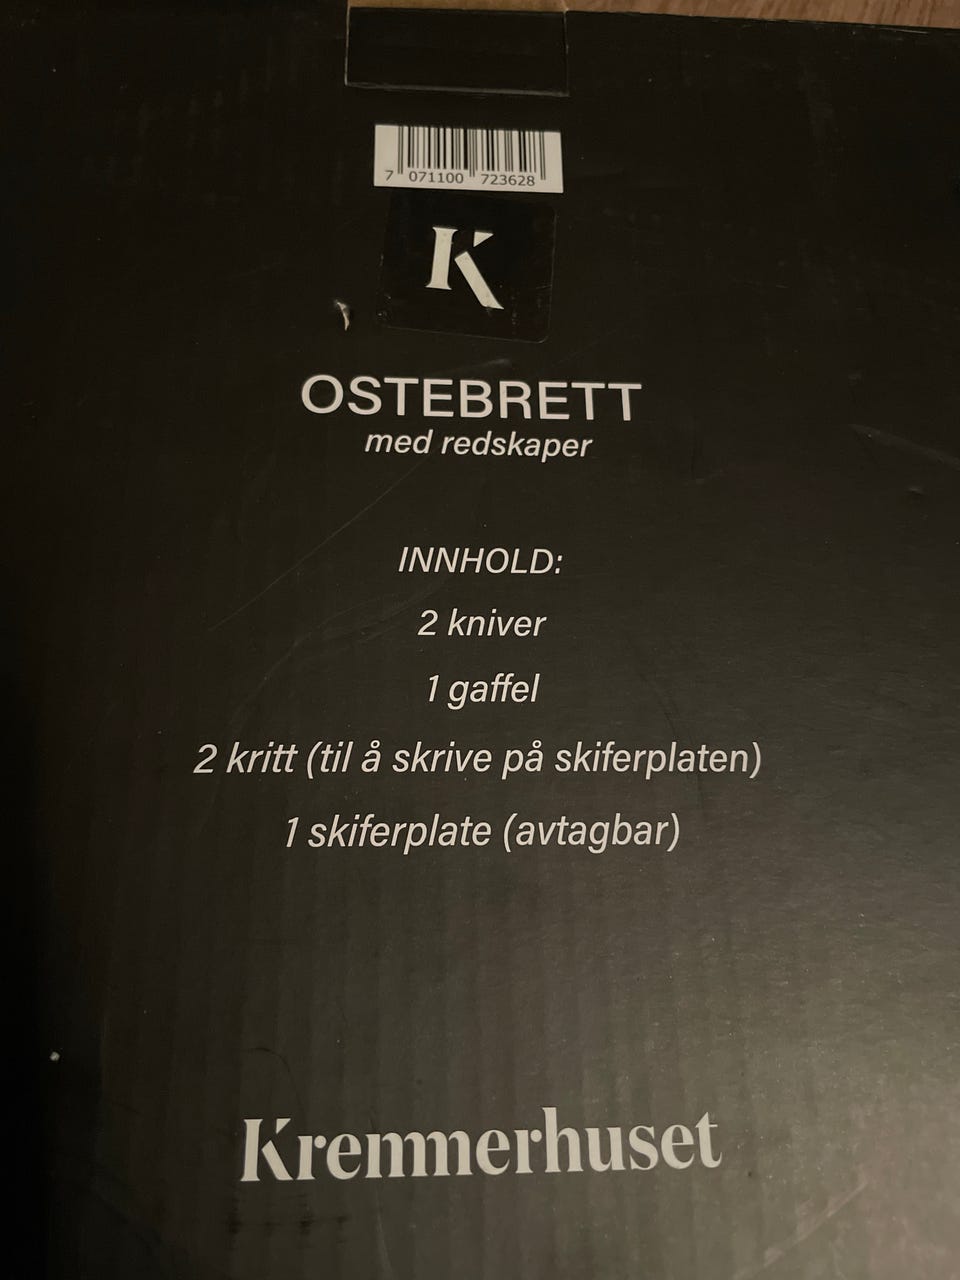 7 071100 723628
K
OSTEBRETT
med redskaper
INNHOLD:
2 kniver
1 gaffel
2 kritt (til å skrive på skiferplaten)
1 skiferplate (avtagbar)
Kremmerhuset